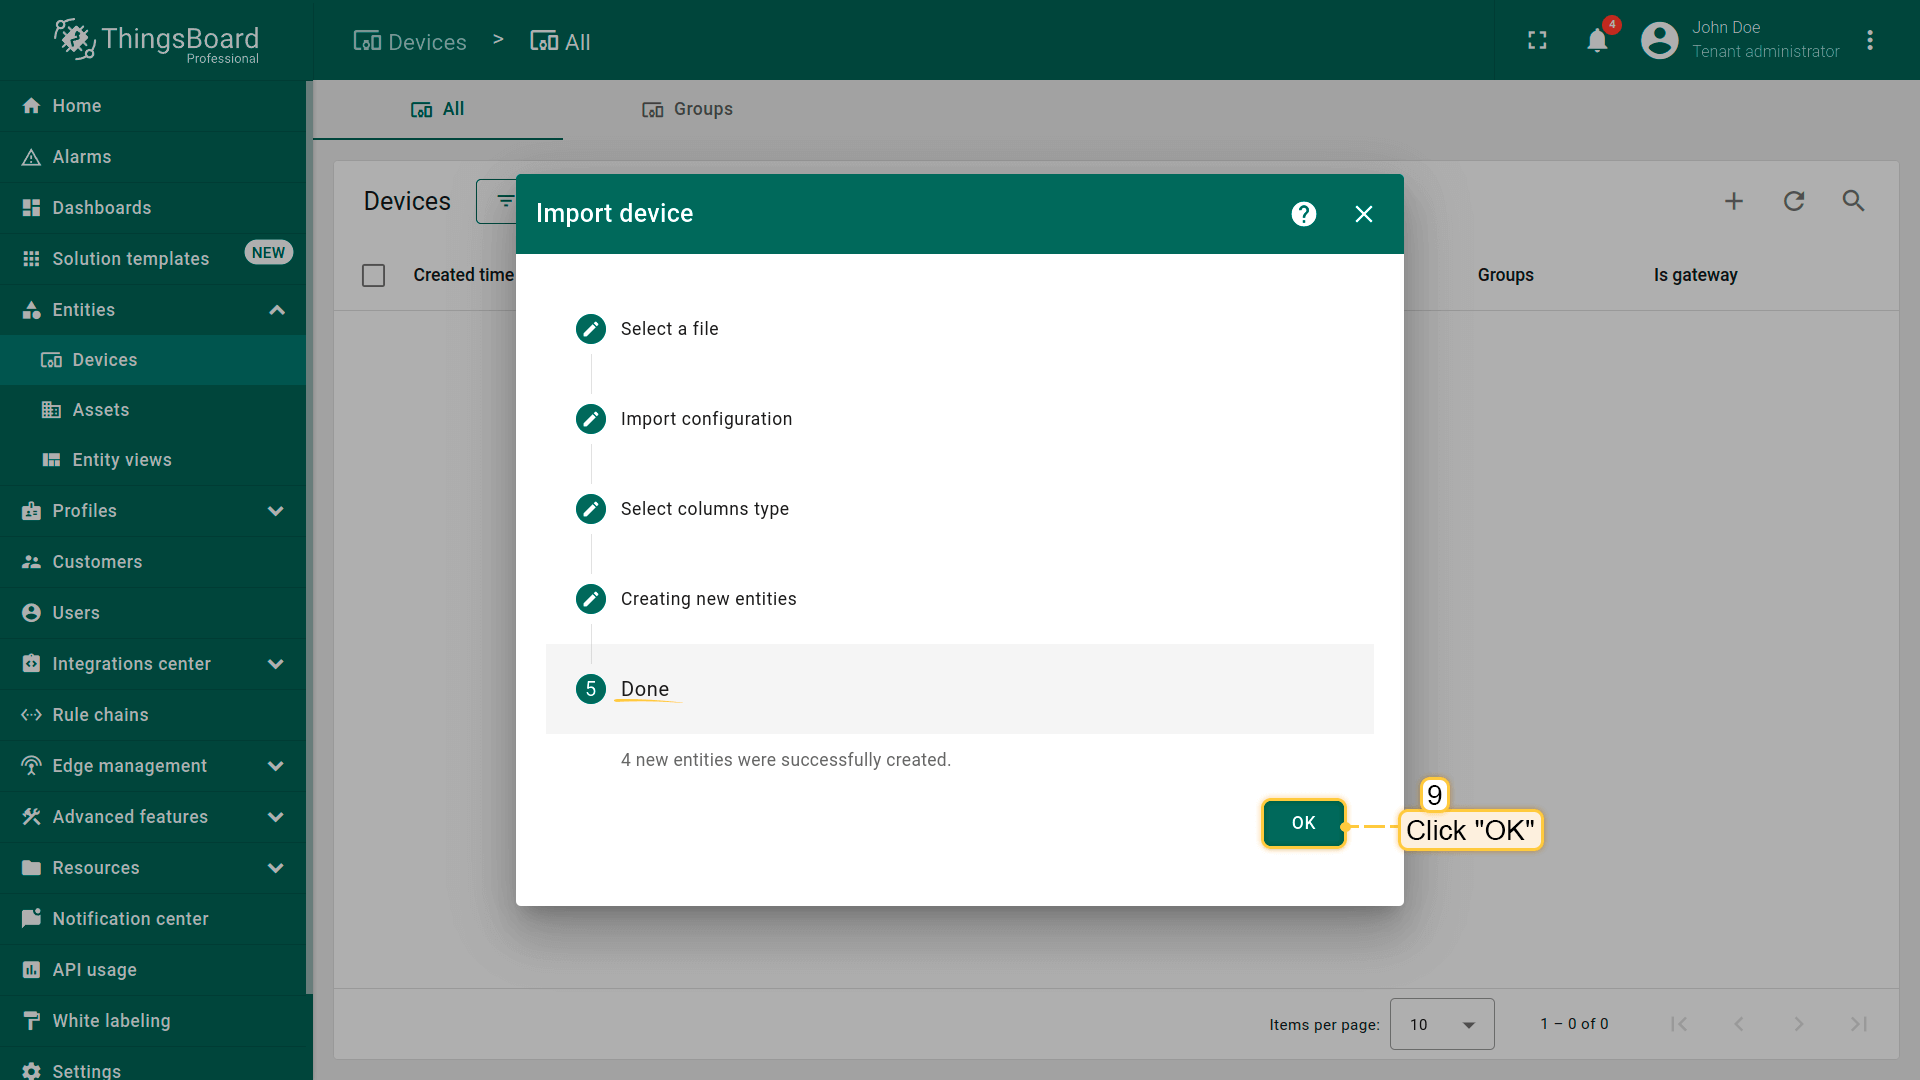 ThingsBoard
Professional
Devices > All
4
John Doe
Tenant administrator
Home
Alarms
Dashboards
Solution templates NEW
Entities
Devices
Assets
Entity views
Profiles
Customers
Users
Integrations center
Rule chains
Edge management
Advanced features
Resources
Notification center
API usage
White labeling
Settings
All
Groups
Devices
Created time
Groups
Is gateway
Import device
?
Select a file
Import configuration
Select columns type
Creating new entities
5 Done
4 new entities were successfully created.
OK
9
Click "OK"
Items per page: 10 1 – 0 of 0